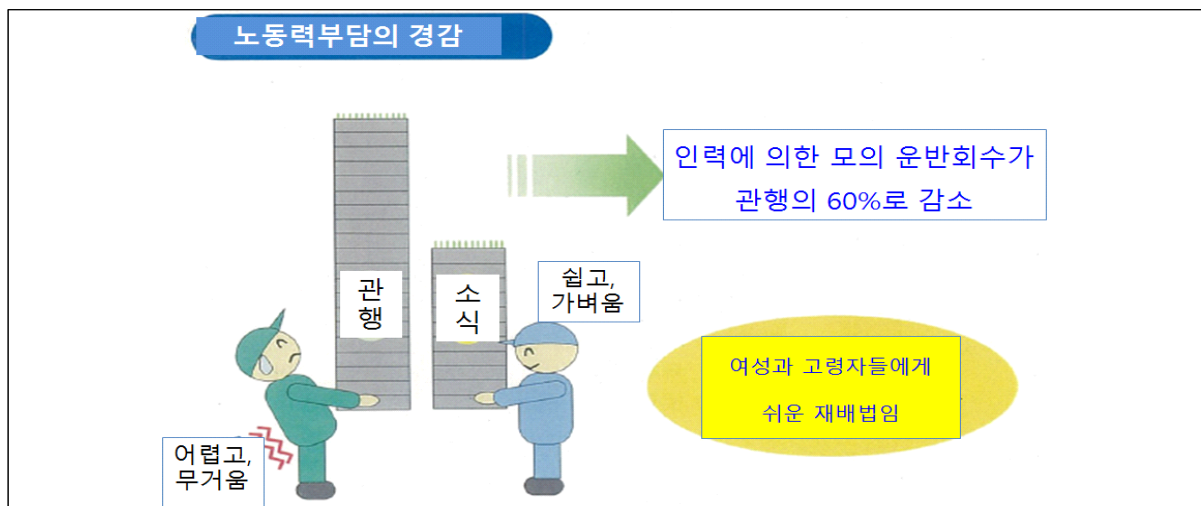 노동력부담의 경감
인력에 의한 모의 운반회수가
관행의 60%로 감소
관
행
소
식
쉽고,
가벼움
여성과 고령자들에게
쉬운 재배법임
어렵고,
무거움